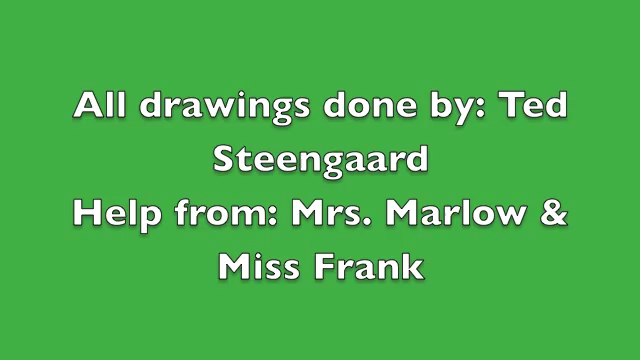 All drawings done by: Ted
Steengaard
Help from: Mrs. Marlow &
Miss Frank